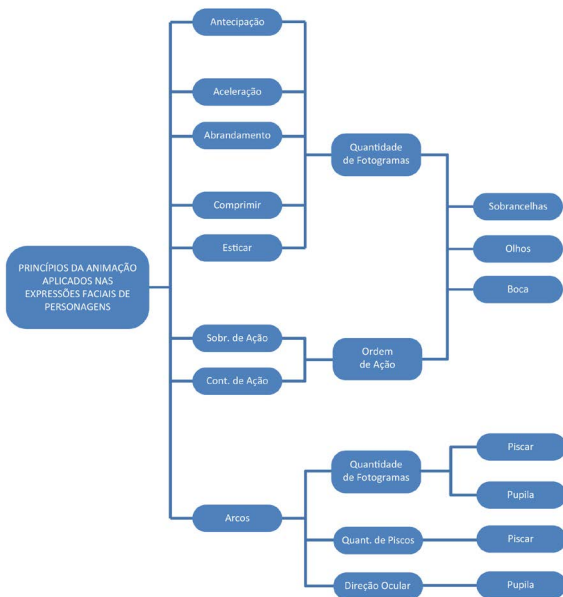 Antecipação
Aceleração
Abrandamento
Comprimir
Esticar
Quantidade
de Fotogramas
Sobrancelhas
Olhos
Boca
PRINCÍPIOS DA ANIMAÇÃO
APLICADOS NAS
EXPRESSÕES FACIAIS DE
PERSONAGENS
Sobr. de Ação
Cont. de Ação
Ordem
de Ação
Arcos
Quantidade
de Fotogramas
Piscar
Pupila
Quant. de Piscos
Piscar
Direção Ocular
Pupila